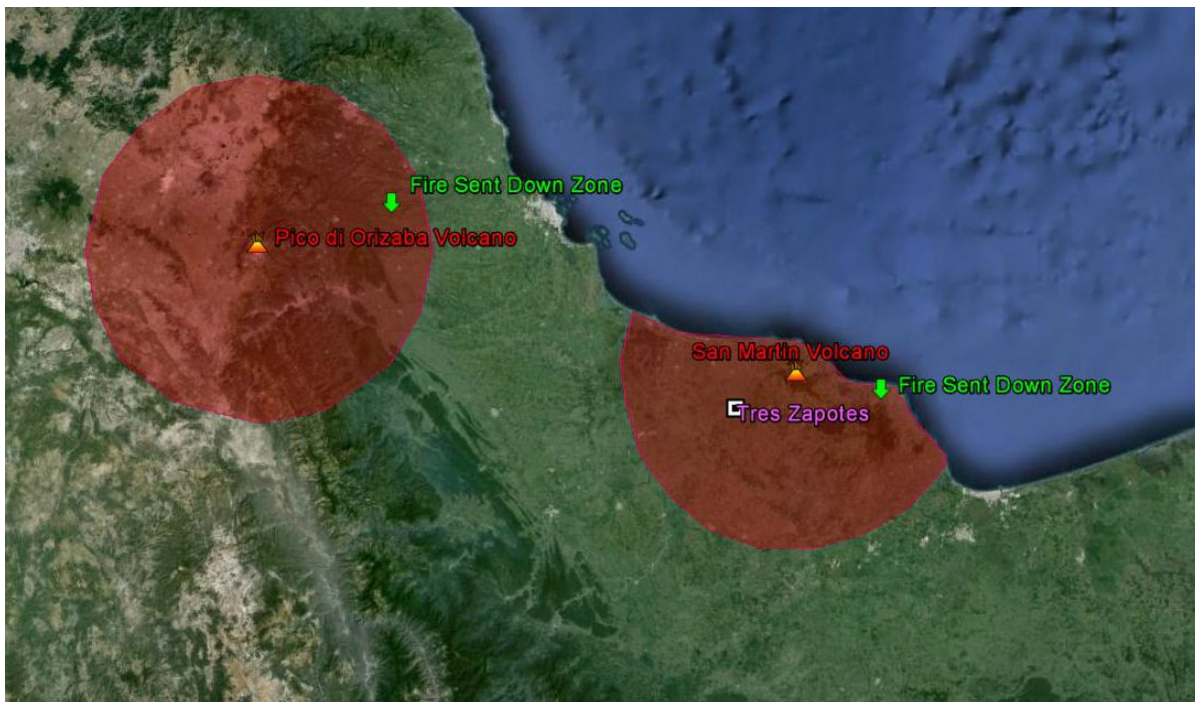 Fire Sent Down Zone
Pico di Orizaba Volcano
San Martin Volcano
Fire Sent Down Zone
Tres Zapotes